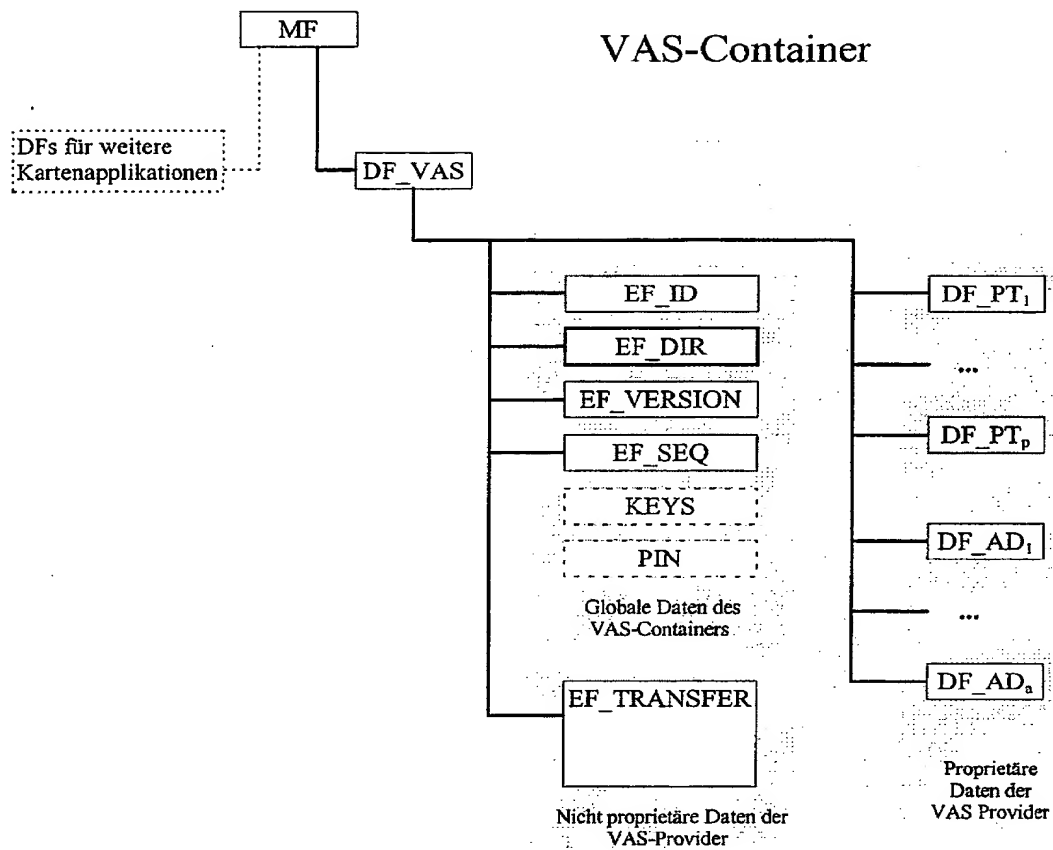 MF
VAS-Container
DFs für weitere
Kartenapplikationen
DF_VAS
EF_ID
EF_DIR
EF_VERSION
EF_SEQ
KEYS
PIN
Globale Daten des
VAS-Containers
EF_TRANSFER
Nicht proprietäre Daten der
VAS-Provider
DF_PT₁
...
DF_PTₚ
DF_AD₁
...
DF_ADₐ
Proprietäre
Daten der
VAS Provider